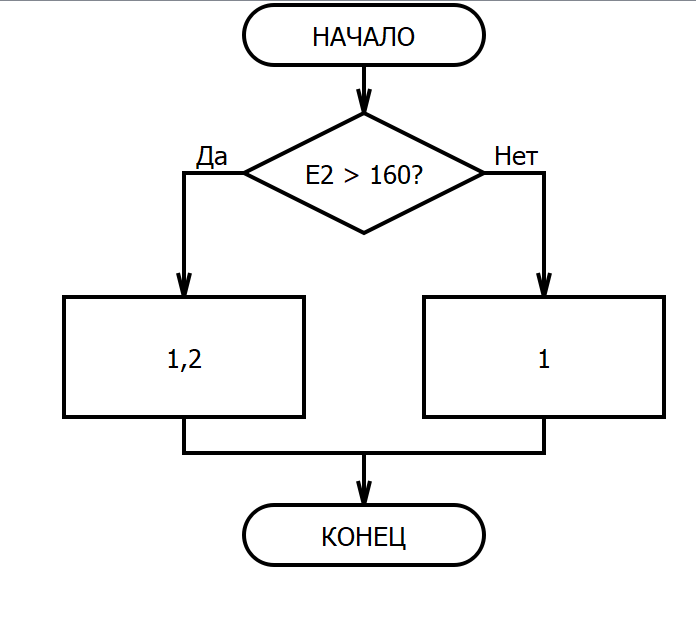 НАЧАЛО
Да
Нет
E2 > 160?
1,2
1
КОНЕЦ